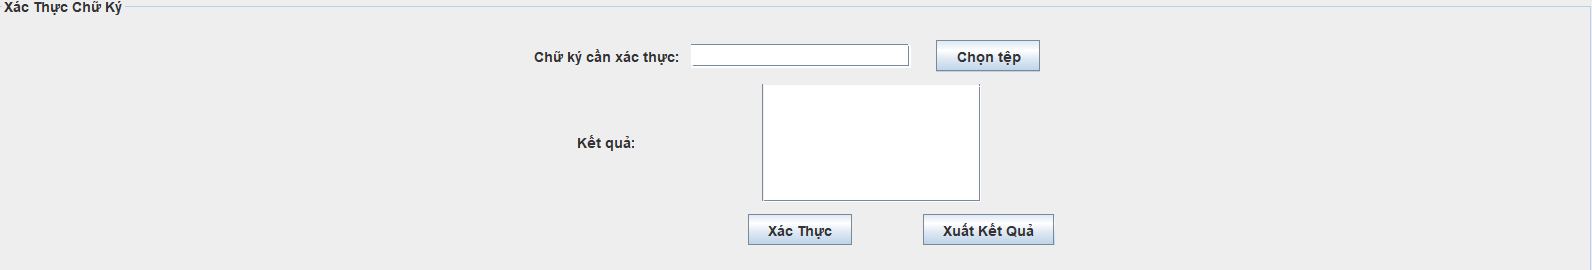 Xác Thực Chữ Ký
Chữ ký cần xác thực: Chọn tệp
Kết quả:
Xác Thực Xuất Kết Quả